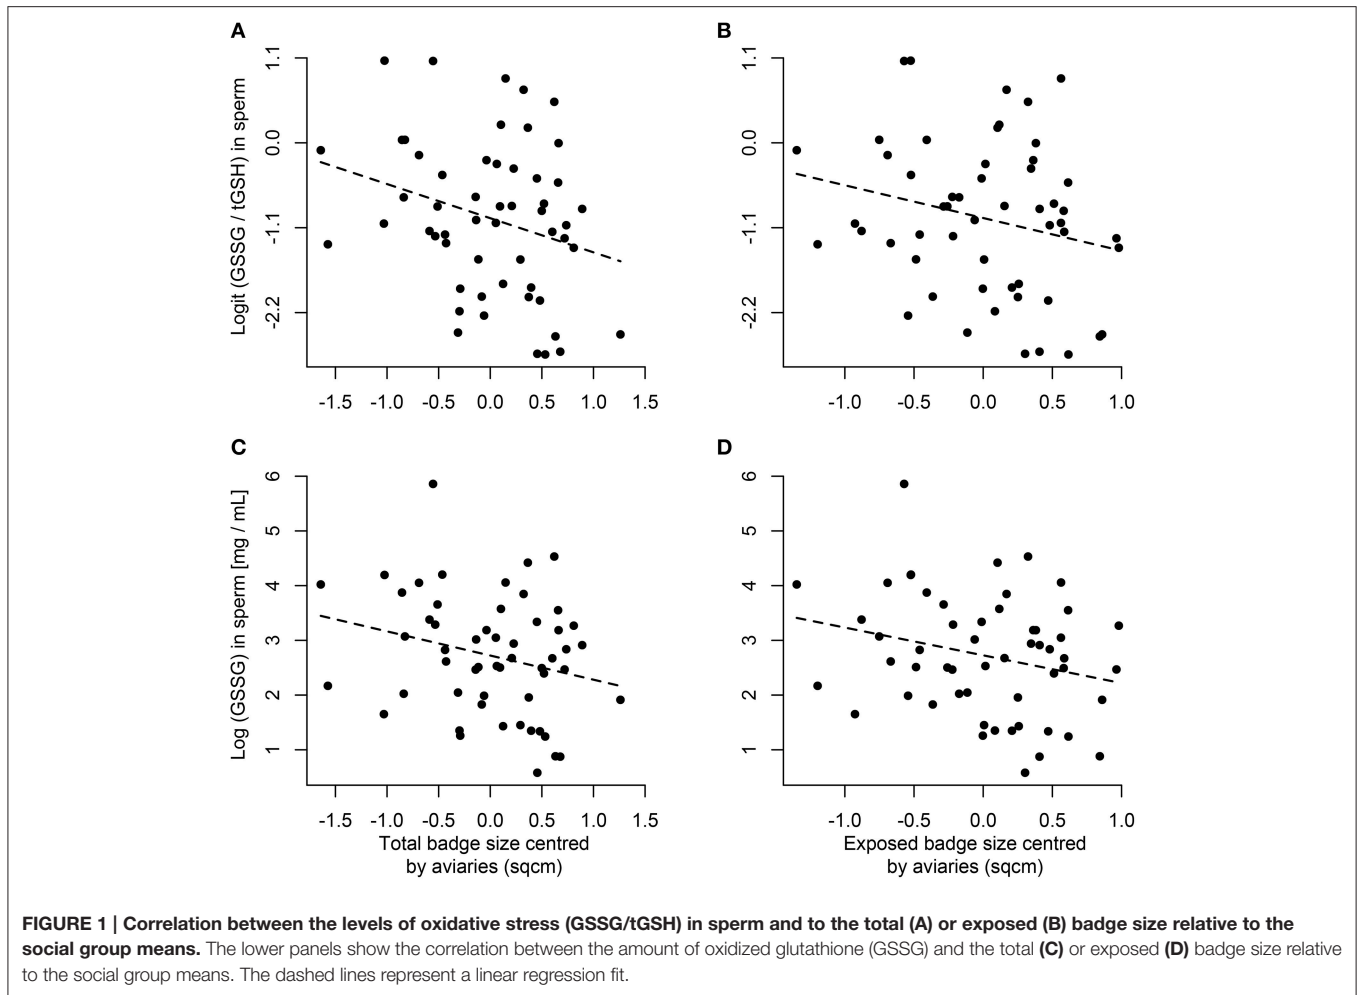 A
B
Logit (GSSG / tGSH) in sperm
1.1
0.0
-1.1
-2.2
1.1
0.0
-1.1
-2.2
-1.5 -1.0 -0.5 0.0 0.5 1.0 1.5
-1.0 -0.5 0.0 0.5 1.0
C
D
Log (GSSG) in sperm [mg / mL]
6
5
4
3
2
1
6
5
4
3
2
1
-1.5 -1.0 -0.5 0.0 0.5 1.0 1.5
-1.0 -0.5 0.0 0.5 1.0
Total badge size centred
by aviaries (sqcm)
Exposed badge size centred
by aviaries (sqcm)
FIGURE 1 | Correlation between the levels of oxidative stress (GSSG/tGSH) in sperm and to the total (A) or exposed (B) badge size relative to the
social group means. The lower panels show the correlation between the amount of oxidized glutathione (GSSG) and the total (C) or exposed (D) badge size relative
to the social group means. The dashed lines represent a linear regression fit.